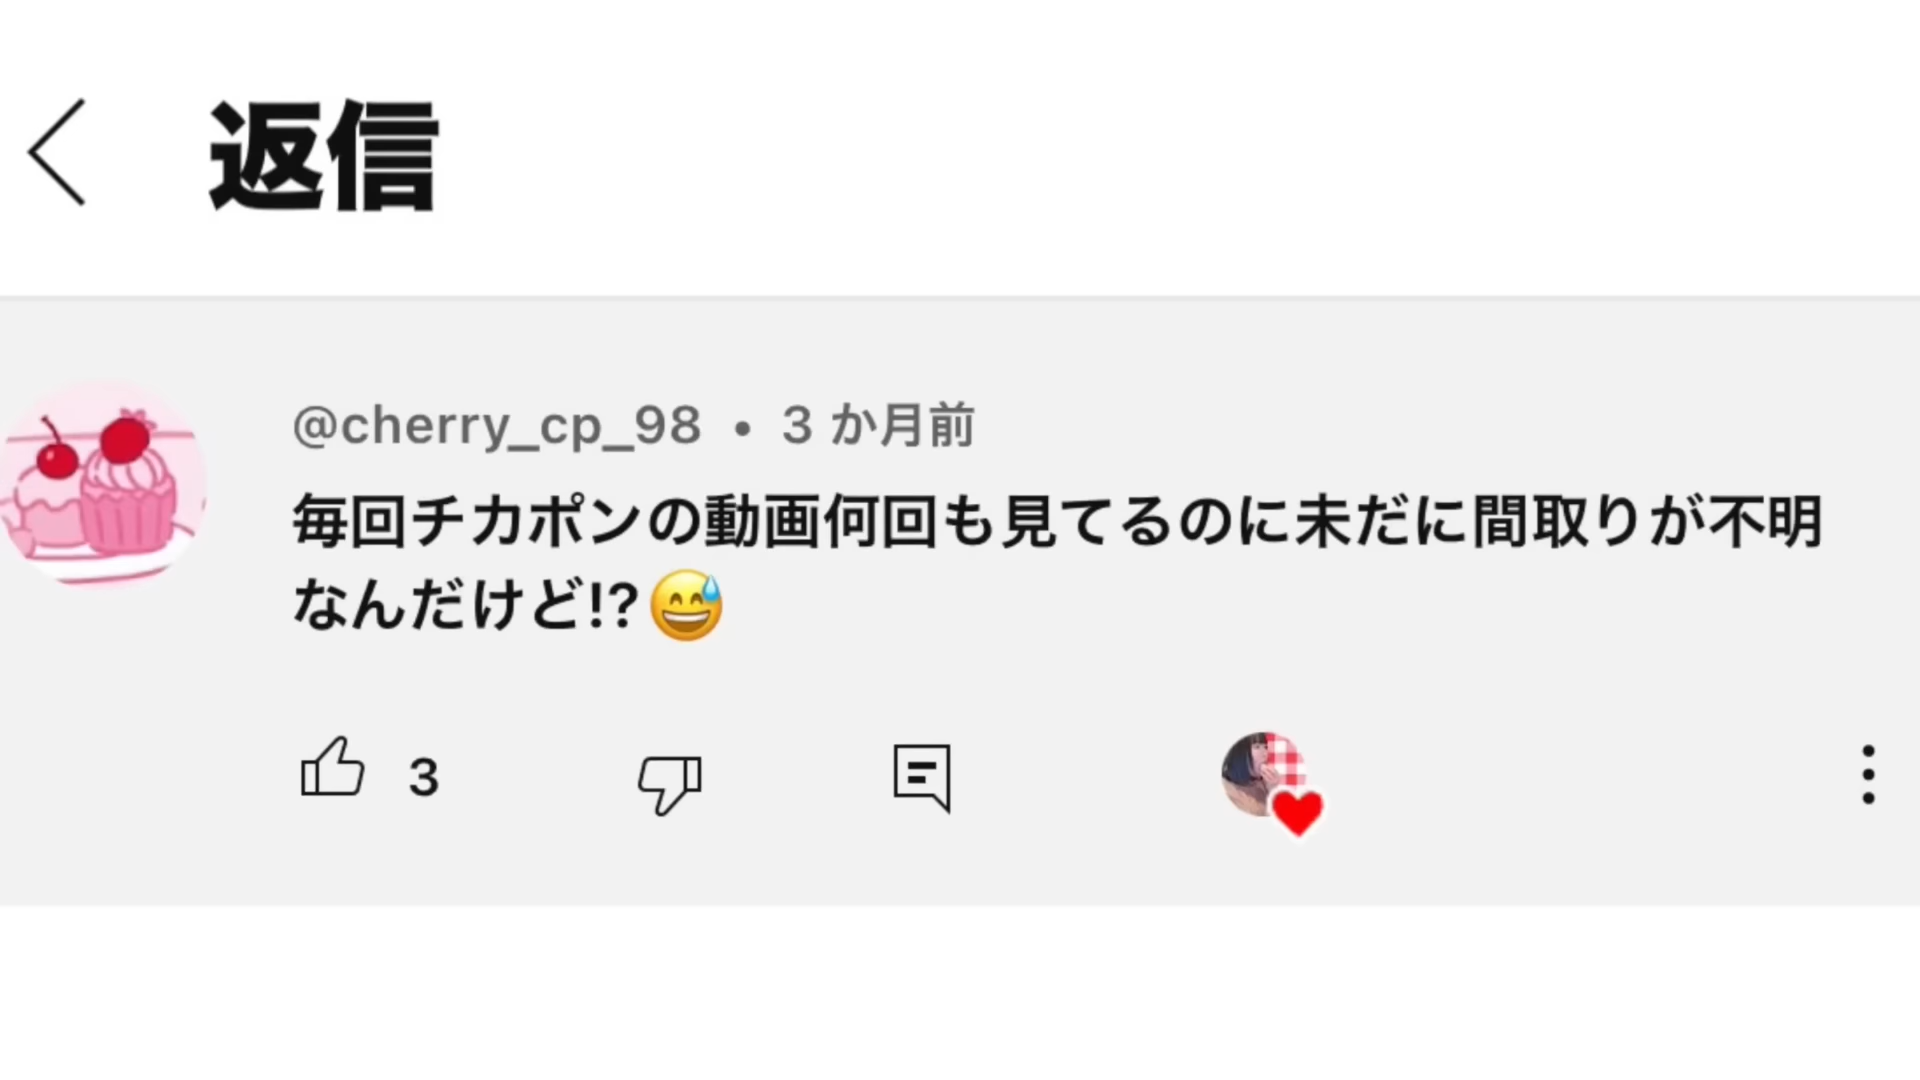 返信
@cherry_cp_98 • 3 か月前
毎回チカポンの動画何回も見てるのに未だに間取りが不明
なんだけど!?😅
3